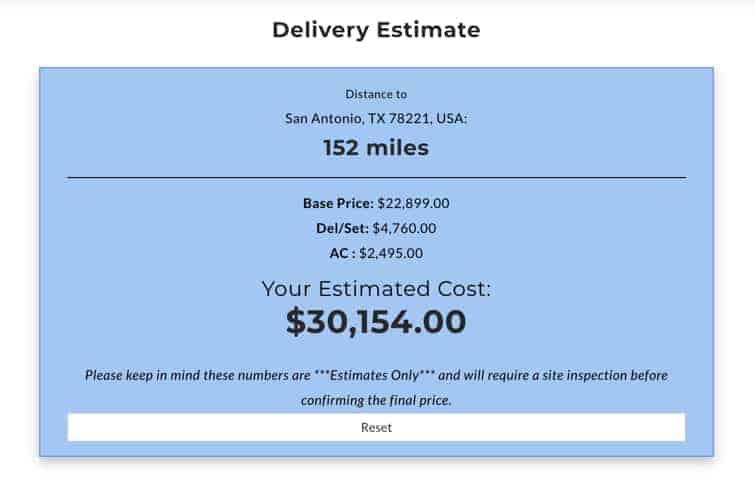 Delivery Estimate
Distance to
San Antonio, TX 78221, USA:
152 miles
Base Price: $22,899.00
Del/Set: $4,760.00
AC : $2,495.00
Your Estimated Cost:
$30,154.00
Please keep in mind these numbers are ***Estimates Only*** and will require a site inspection before
confirming the final price.
Reset